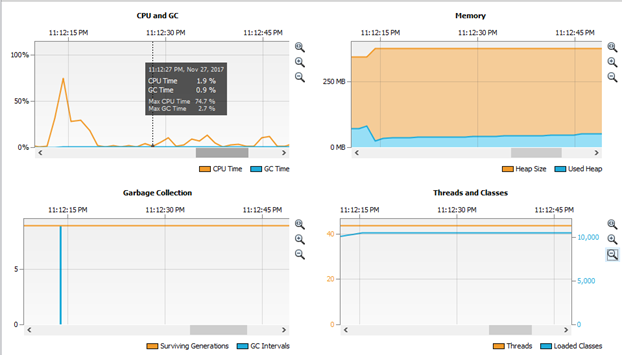 CPU and GC
11:12:15 PM 11:12:30 PM 11:12:45 PM
100%
50%
0%
11:12:27 PM, Nov 27, 2017
CPU Time 1.9 %
GC Time 0.9 %
Max CPU Time 74.7 %
Max GC Time 2.7 %
CPU Time GC Time
Memory
11:12:15 PM 11:12:30 PM 11:12:45 PM
250 MB
0 MB
Heap Size Used Heap
Garbage Collection
11:12:15 PM 11:12:30 PM 11:12:45 PM
5
0
Surviving Generations GC Intervals
Threads and Classes
11:12:15 PM 11:12:30 PM 11:12:45 PM
40 10,000
20 5,000
0 0
Threads Loaded Classes